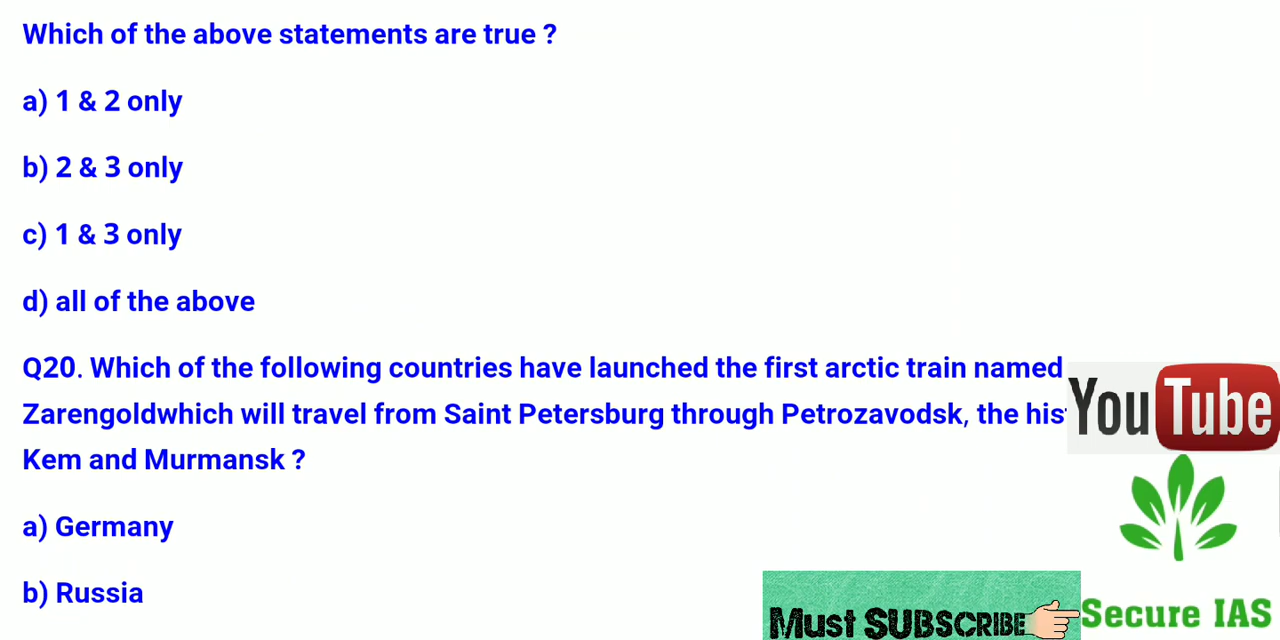 Which of the above statements are true ?
a) 1 & 2 only
b) 2 & 3 only
c) 1 & 3 only
d) all of the above
Q20. Which of the following countries have launched the first arctic train named
Zarengoldwhich will travel from Saint Petersburg through Petrozavodsk, the
Kem and Murmansk ?
a) Germany
b) Russia
YouTube
Must SUBSCRIBE
Secure IAS